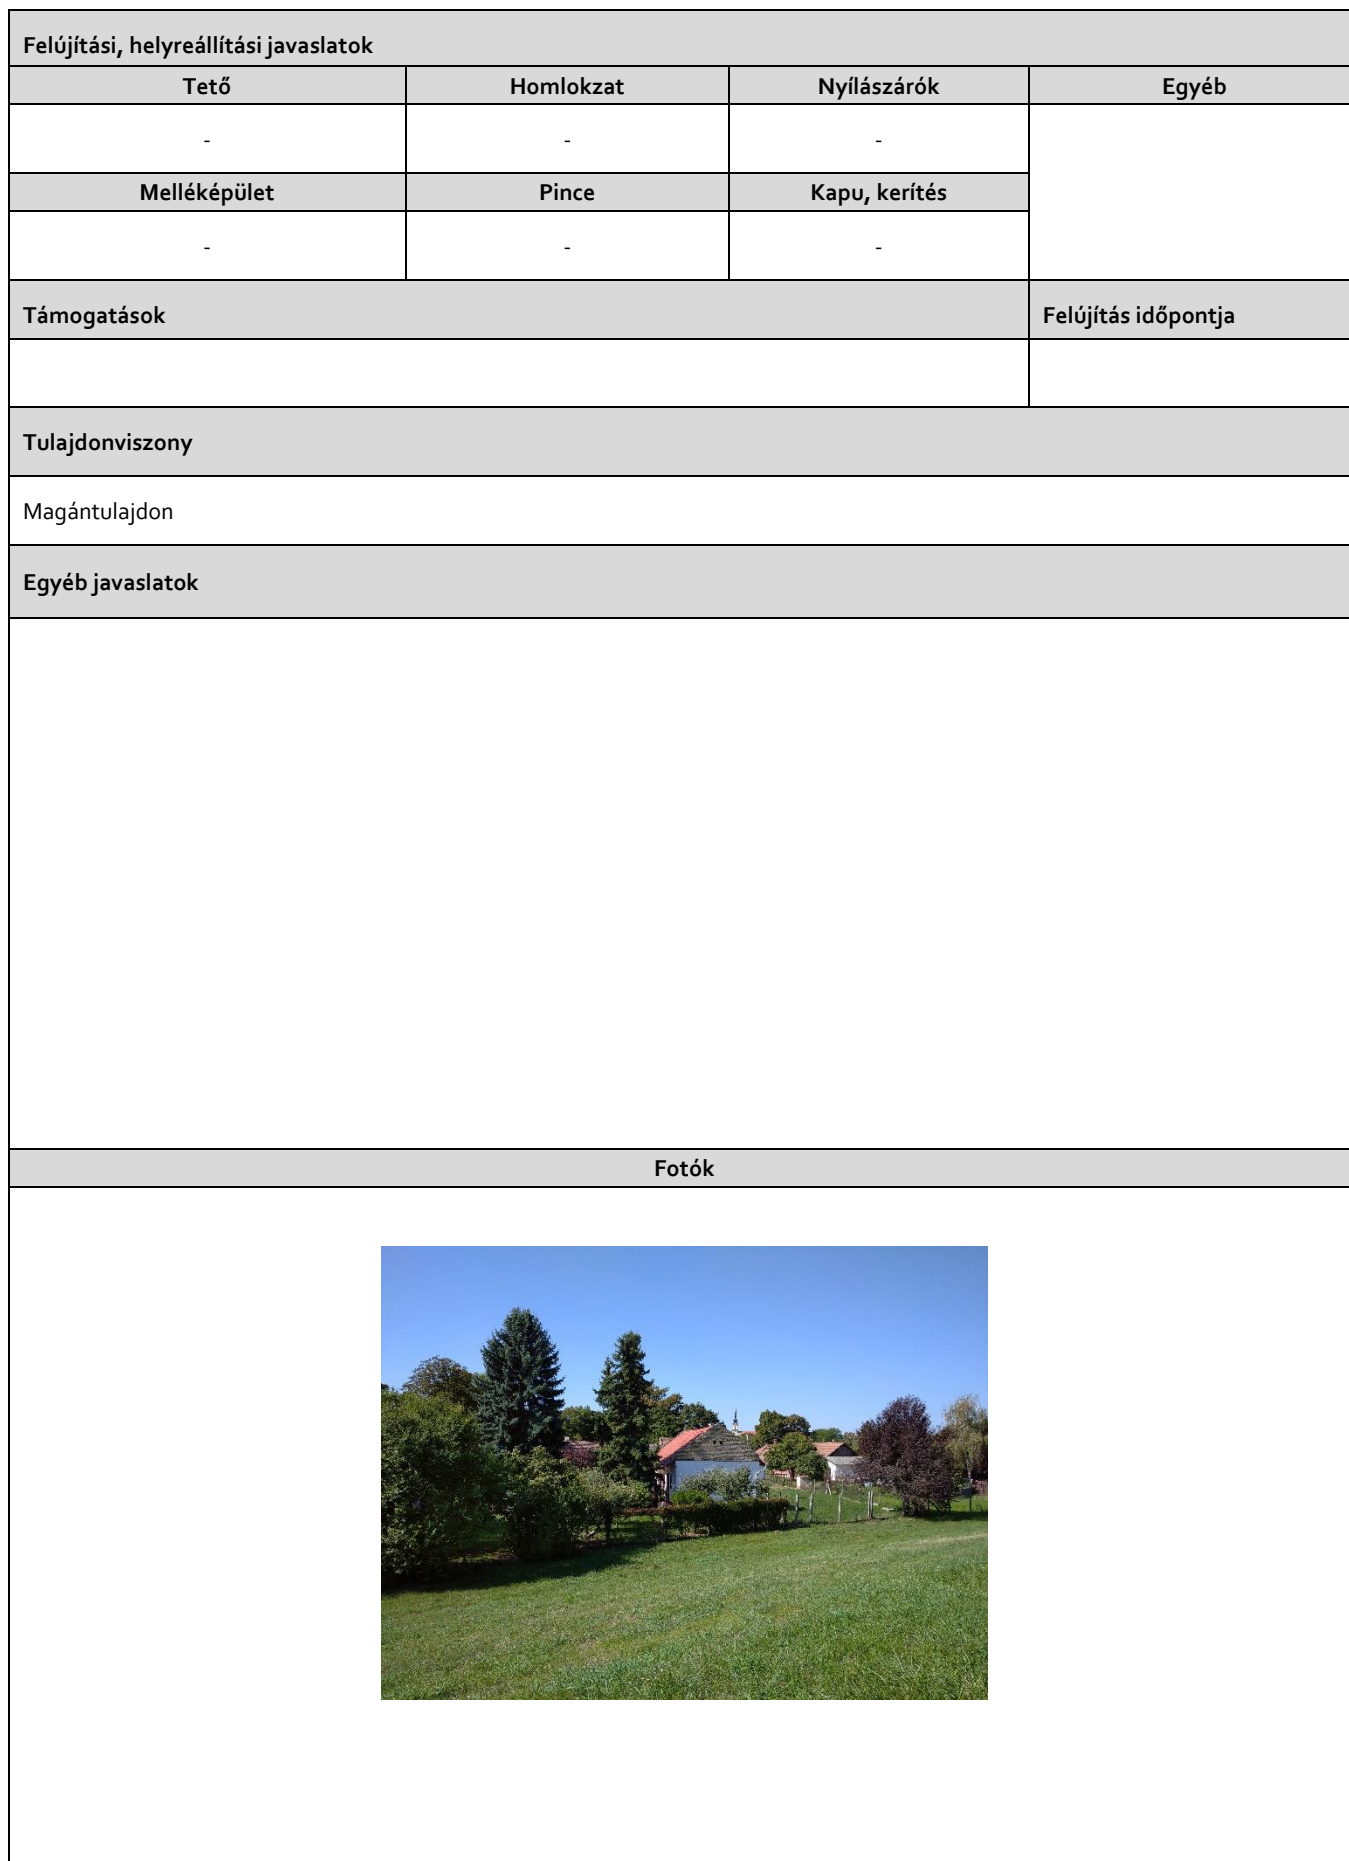 Felújítási, helyreállítási javaslatok
Tető Homlokzat Nyílászárók Egyéb
- - -
Melléképület Pince Kapu, kerítés
- - -
Támogatások Felújítás időpontja
Tulajdonviszony
Magántulajdon
Egyéb javaslatok
Fotók